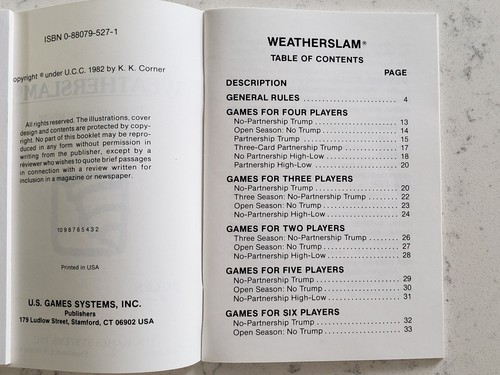 ISBN 0-88079-527-1
opyright ® under U.C.C. 1982 by K. K. Corner
All rights reserved. The illustrations, cover
design and contents are protected by copy-
right. No part of this booklet may be repro-
duced in any form without permission in
writing from the publisher, except by a
reviewer who wishes to quote brief passages
in connection with a review written for
inclusion in a magazine or newspaper.
10 9 8 7 6 5 4 3 2
Printed in USA
U.S. GAMES SYSTEMS, INC.
Publishers
179 Ludlow Street, Stamford, CT 06902 USA
WEATHERSLAM®
TABLE OF CONTENTS
PAGE
DESCRIPTION
GENERAL RULES 4
GAMES FOR FOUR PLAYERS
No-Partnership Trump 13
Open Season: No Trump 14
Partnership Trump 15
Three-Card Partnership Trump 17
No Partnership High-Low 18
Partnership High-Low 20
GAMES FOR THREE PLAYERS
No-Partnership Trump 20
Three Season: No-Partnership Trump 22
Open Season: No Trump 23
No-Partnership High-Low 24
GAMES FOR TWO PLAYERS
Three Season: No-Partnership Trump 26
Open Season: No Trump 27
No-Partnership High-Low 28
GAMES FOR FIVE PLAYERS
No-Partnership Trump 29
Open Season: No Trump 30
No-Partnership High-Low 31
GAMES FOR SIX PLAYERS
No-Partnership Trump 32
Open Season: No Trump 33